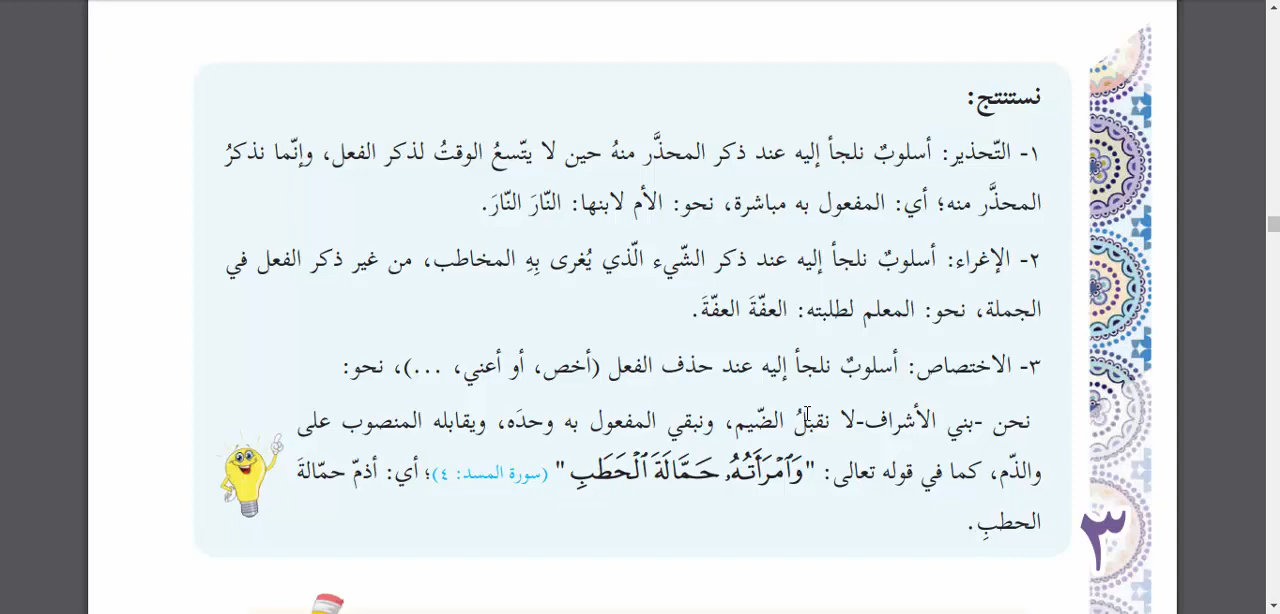 نستنتج:
١- التّحذير: أسلوبٌ نلجأ إليه عند ذكر المحذَّر منهُ حين لا يتّسعُ الوقتُ لذكر الفعل، وإنّما نذكرُ
المحذَّر منه؛ أي: المفعول به مباشرة، نحو: الأم لابنها: النّارَ النّارَ.
٢- الإغراء: أسلوبٌ نلجأ إليه عند ذكر الشّيء الّذي يُغرى بِهِ المخاطب، من غير ذكر الفعل في
الجملة، نحو: المعلم لطلبته: العفّةَ العفّةَ.
٣- الاختصاص: أسلوبٌ نلجأ إليه عند حذف الفعل (أخص، أو أعني، ...)، نحو:
نحن -بني الأشراف-لا نقبلُ الضّيم، ونبقي المفعول به وحدَه، ويقابله المنصوب على
والذّم، كما في قوله تعالى: "وَٱمۡرَأَتُهُۥ حَمَّالَةَ ٱلۡحَطَبِ" (سورة المسد: ٤)؛ أي: أذمّ حمّالةَ
الحطبِ.
٣